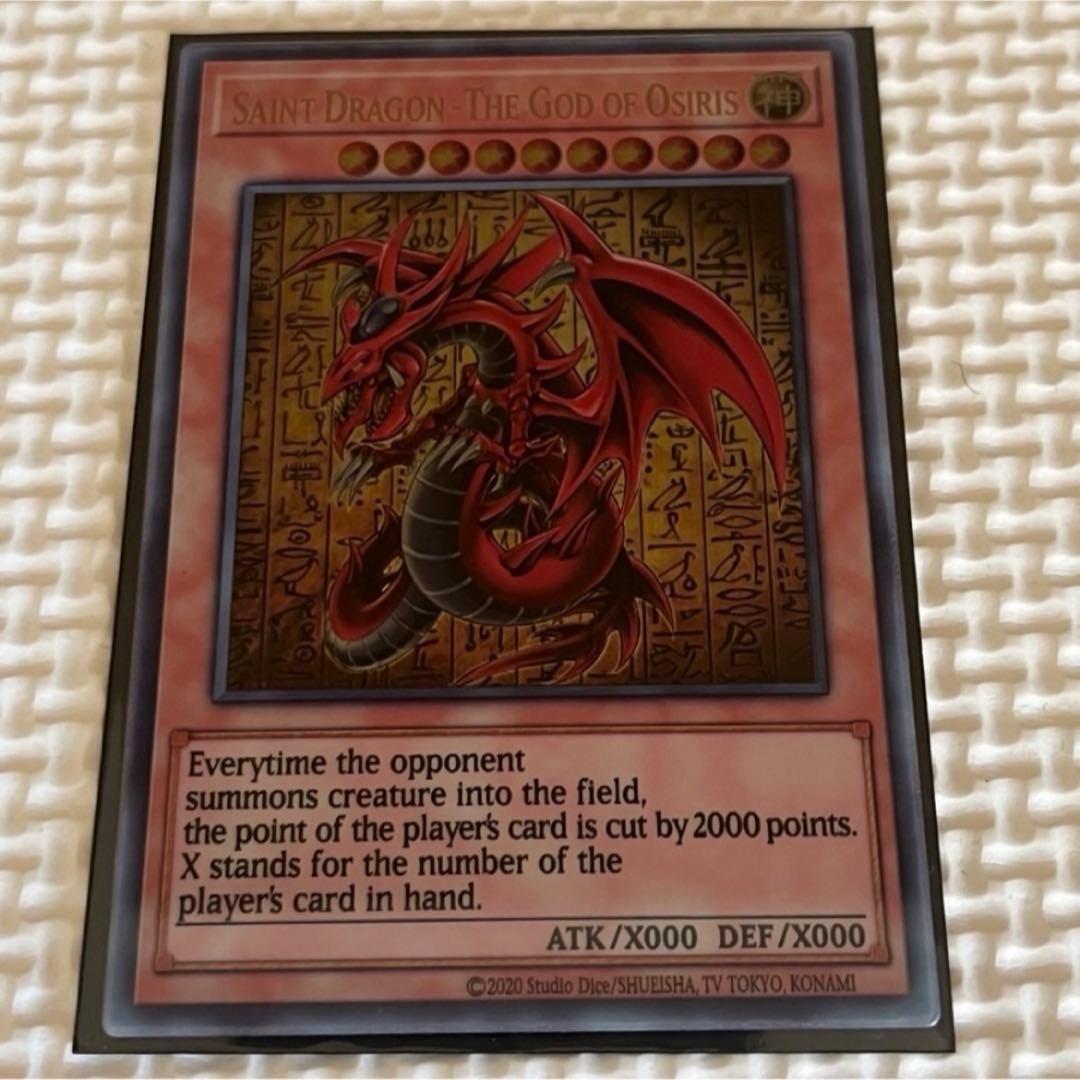 SAINT DRAGON - THE GOD OF OSIRIS 神
Everytime the opponent
summons creature into the field,
the point of the player's card is cut by 2000 points.
X stands for the number of the
player's card in hand.
ATK/X000 DEF/X000
©2020 Studio Dice/SHUEISHA, TV TOKYO, KONAMI